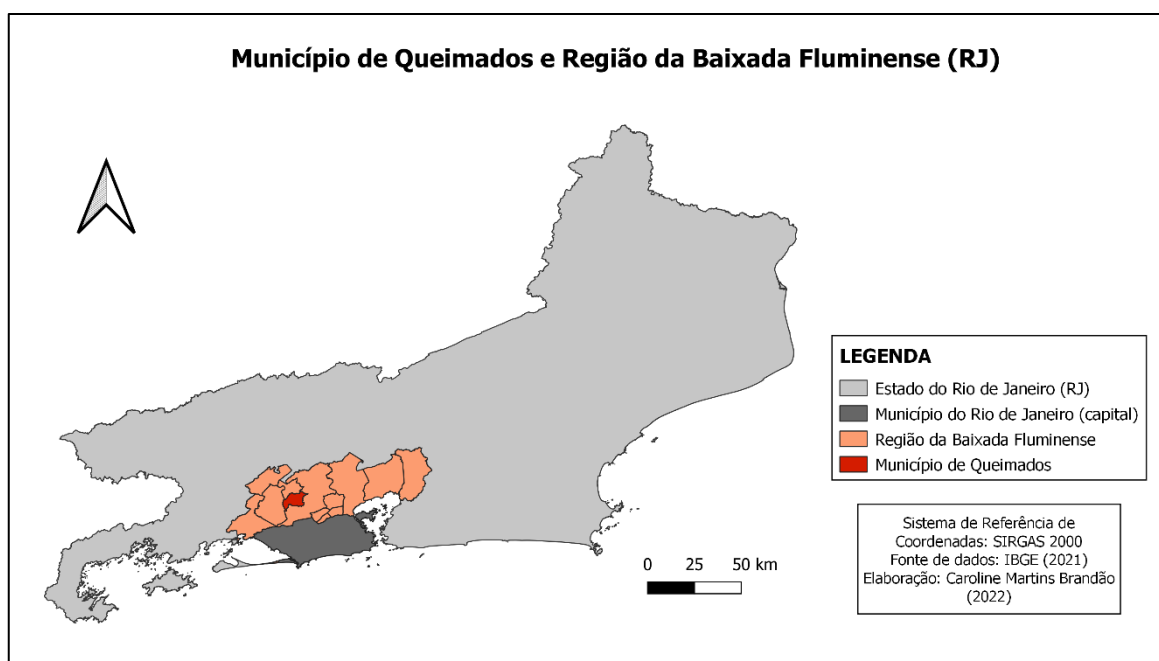 Município de Queimados e Região da Baixada Fluminense (RJ)
LEGENDA
Estado do Rio de Janeiro (RJ)
Município do Rio de Janeiro (capital)
Região da Baixada Fluminense
Município de Queimados
0 25 50 km
Sistema de Referência de
Coordenadas: SIRGAS 2000
Fonte de dados: IBGE (2021)
Elaboração: Caroline Martins Brandão
(2022)